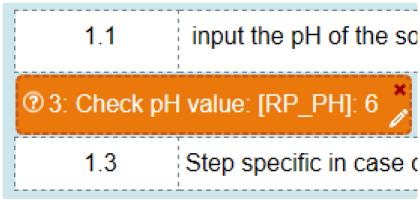 1.1 input the pH of the so
? 3: Check pH value: [RP_PH]: 6
1.3 Step specific in case